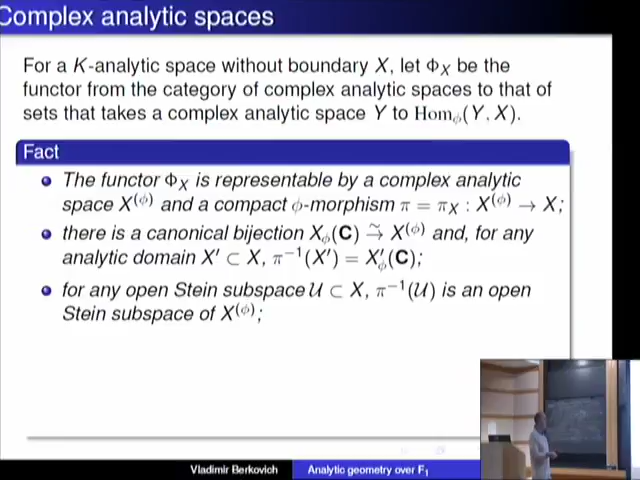 Complex analytic spaces
For a K-analytic space without boundary X, let Φ_X be the
functor from the category of complex analytic spaces to that of
sets that takes a complex analytic space Y to Hom_ϕ(Y, X).
Fact
The functor Φ_X is representable by a complex analytic
space X^(ϕ) and a compact ϕ-morphism π = π_X : X^(ϕ) → X;
there is a canonical bijection X_ϕ(C) ⥲ X^(ϕ) and, for any
analytic domain X′ ⊂ X, π^−1(X′) = X′_ϕ(C);
for any open Stein subspace 𝒰 ⊂ X, π^−1(𝒰) is an open
Stein subspace of X^(ϕ);
Vladimir Berkovich Analytic geometry over F_1